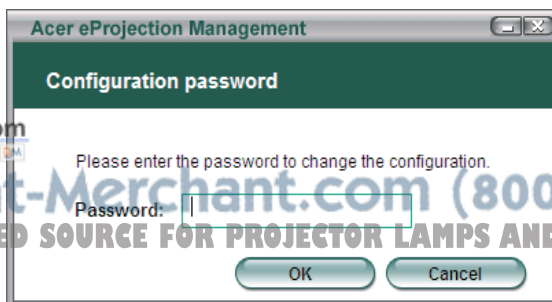 Acer eProjection Management
Configuration password
om
DM
Please enter the password to change the configuration.
t-Merchant.com (800
Password:
ED SOURCE FOR PROJECTOR LAMPS AND
OK
Cancel